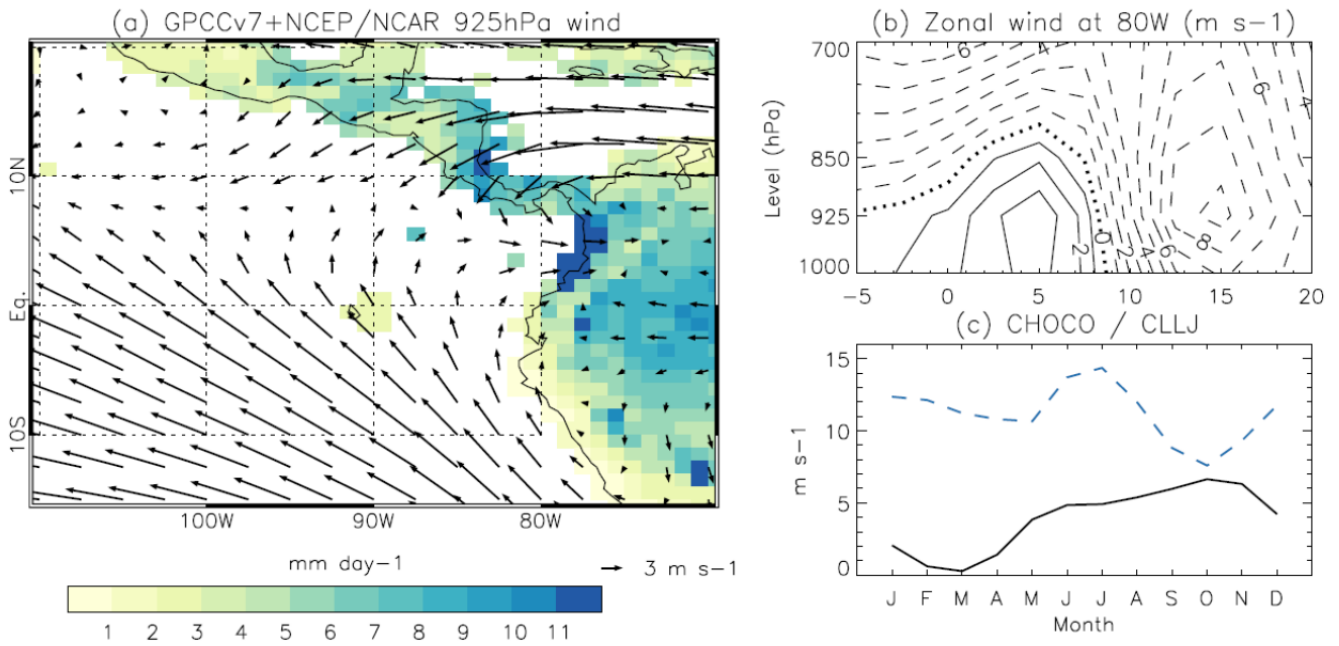 (a) GPCCv7+NCEP/NCAR 925hPa wind
10N
Eq.
10S
100W 90W 80W
mm day-1
3 m s-1
1 2 3 4 5 6 7 8 9 10 11
(b) Zonal wind at 80W (m s-1)
Level (hPa)
700
850
925
1000
6 4 6 4
2 0 2 4 6 8
-5 0 5 10 15 20
(c) CHOCO / CLLJ
m s-1
15
10
5
0
J F M A M J J A S O N D
Month